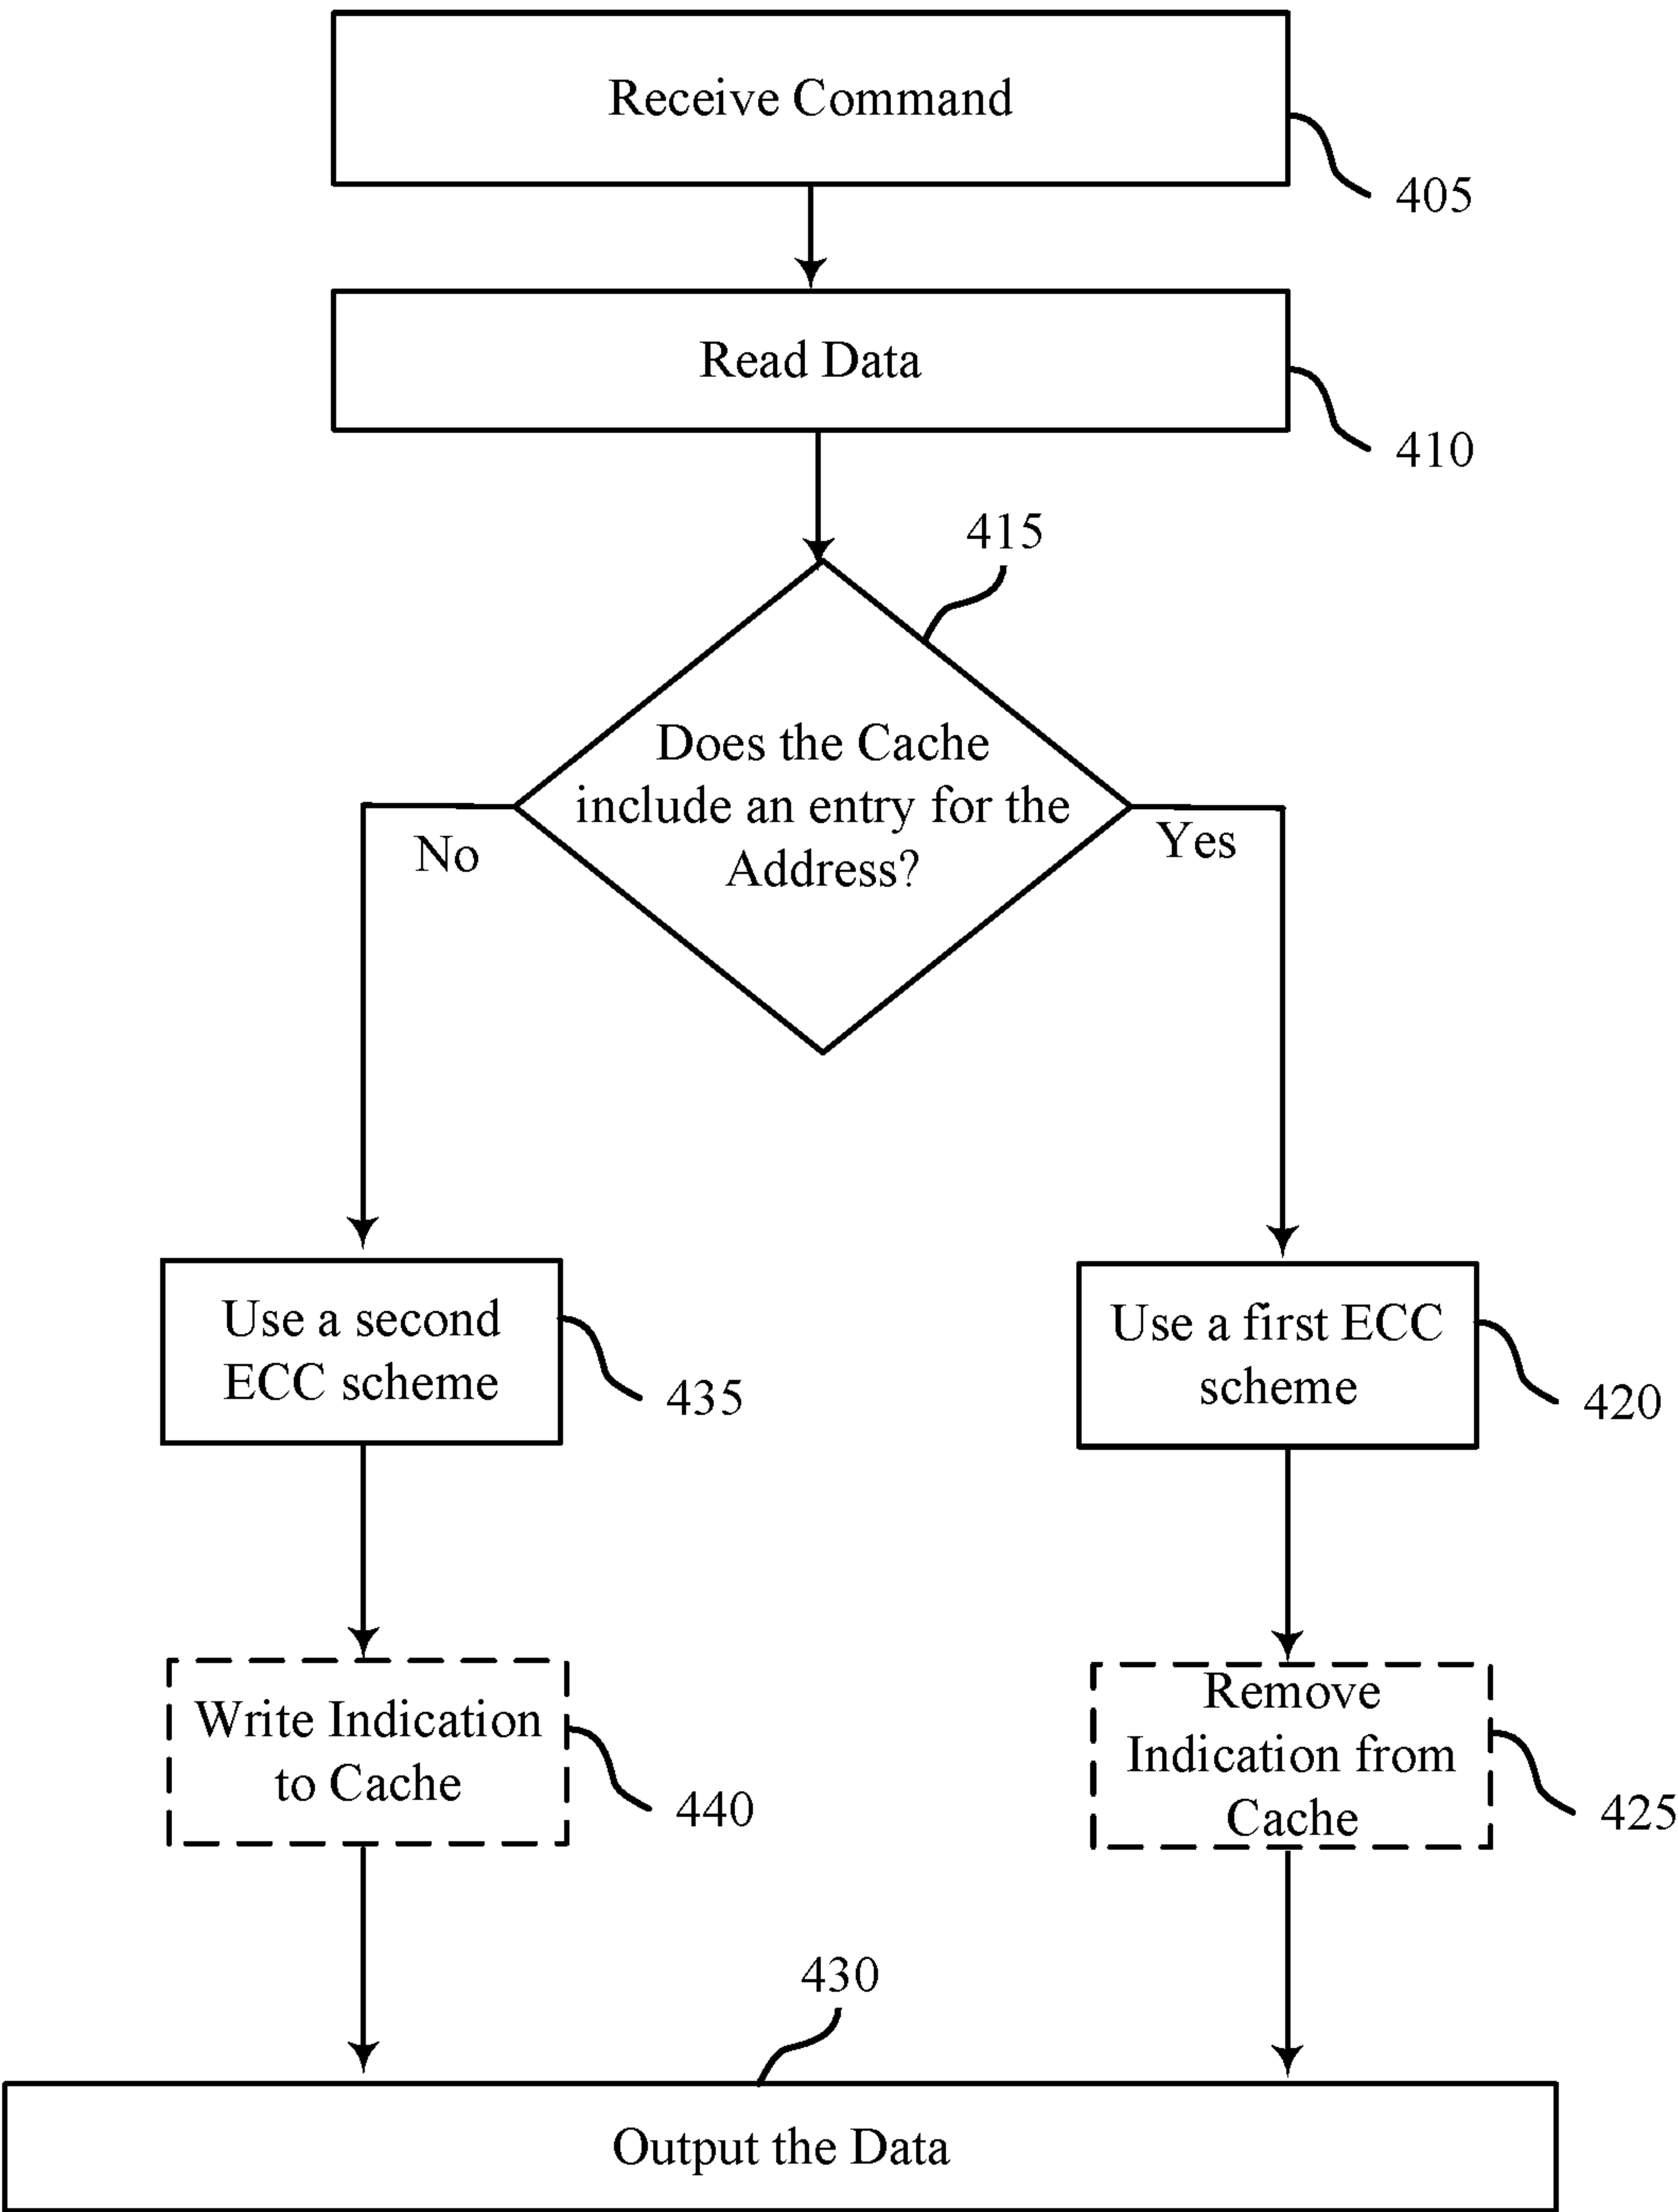 Receive Command
405
Read Data
410
415
Does the Cache
include an entry for the
Address?
No
Yes
Use a second
ECC scheme
435
Use a first ECC
scheme
420
Write Indication
to Cache
440
Remove
Indication from
Cache
425
430
Output the Data